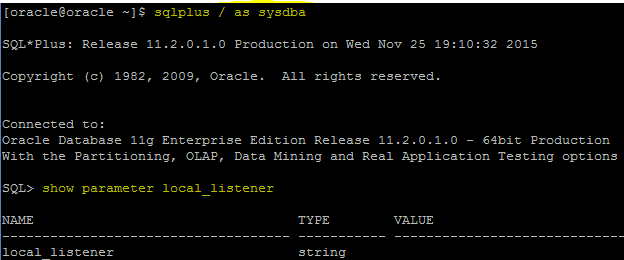 [oracle@oracle ~]$ sqlplus / as sysdba
SQL*Plus: Release 11.2.0.1.0 Production on Wed Nov 25 19:10:32 2015
Copyright (c) 1982, 2009, Oracle.  All rights reserved.
Connected to:
Oracle Database 11g Enterprise Edition Release 11.2.0.1.0 - 64bit Production
With the Partitioning, OLAP, Data Mining and Real Application Testing options
SQL> show parameter local_listener
NAME                                 TYPE        VALUE
------------------------------------ ----------- -----------------------------
local_listener                       string